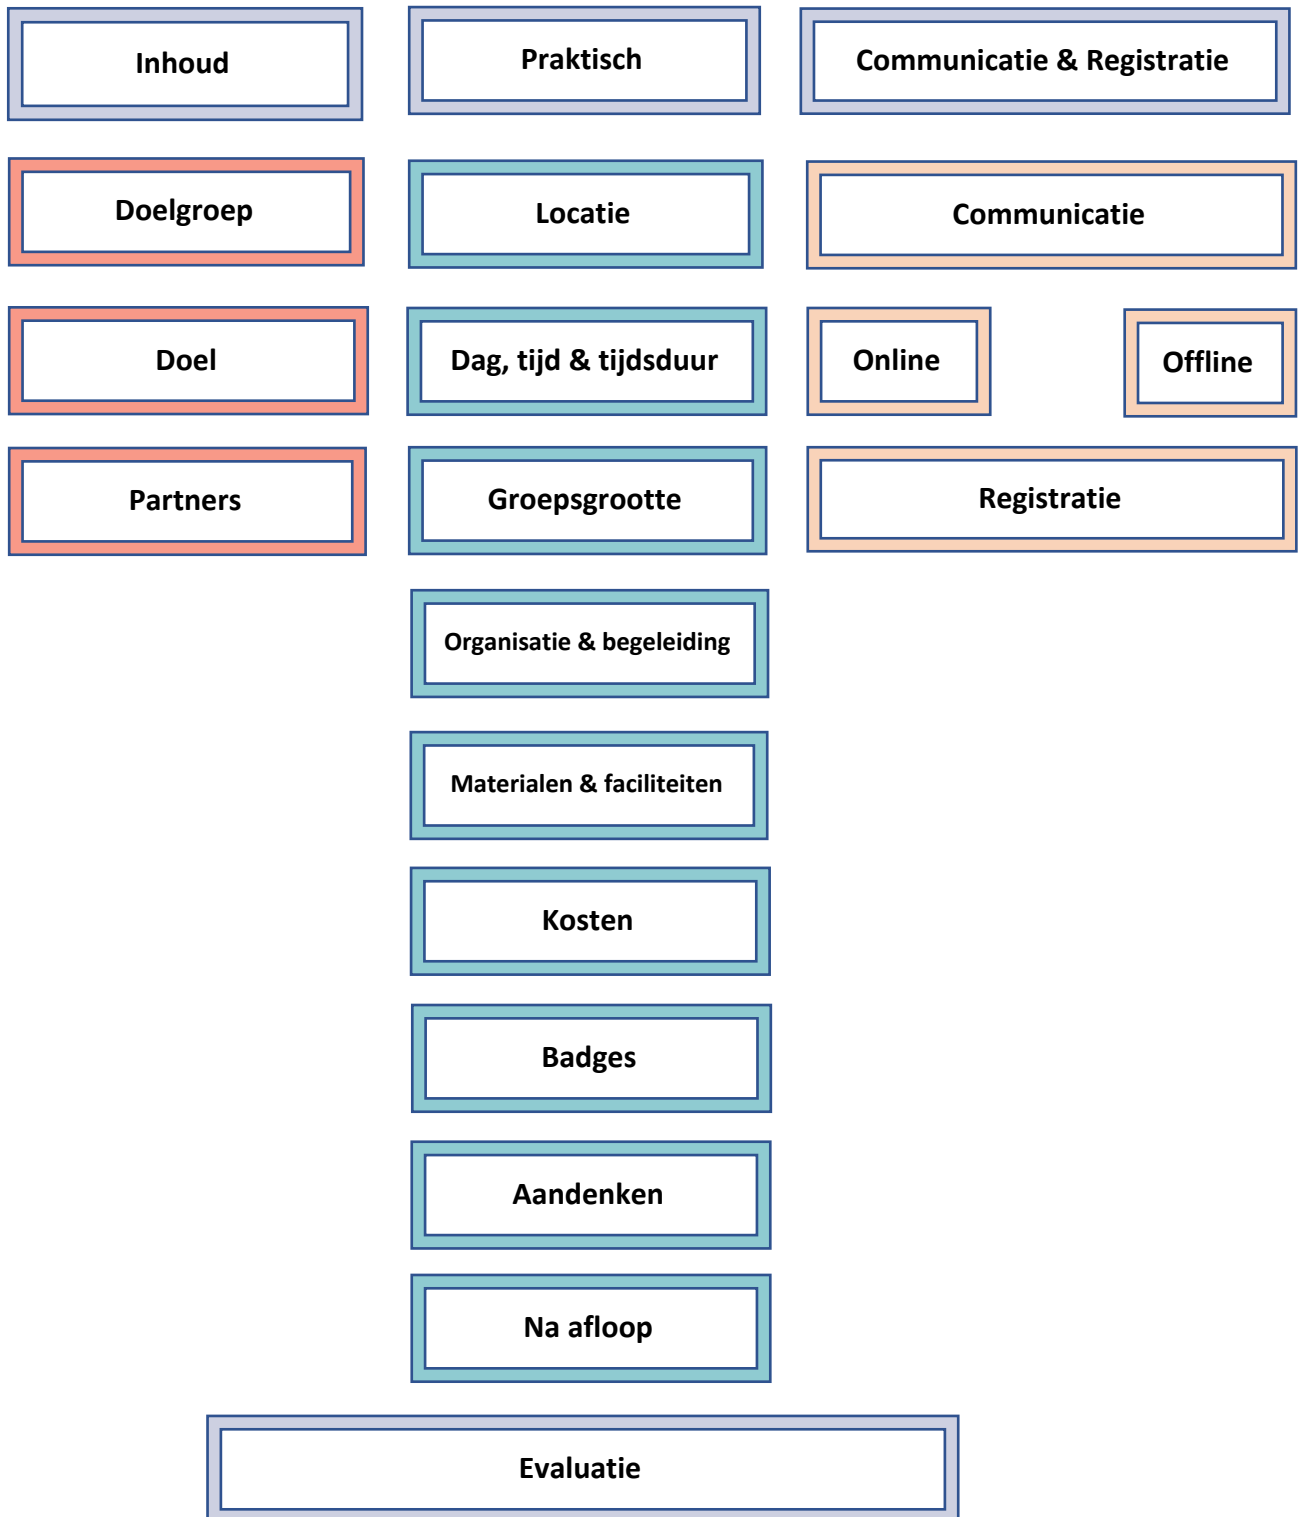 Inhoud
Praktisch
Communicatie & Registratie
Doelgroep
Locatie
Communicatie
Doel
Dag, tijd & tijdsduur
Online
Offline
Partners
Groepsgrootte
Registratie
Organisatie & begeleiding
Materialen & faciliteiten
Kosten
Badges
Aandenken
Na afloop
Evaluatie